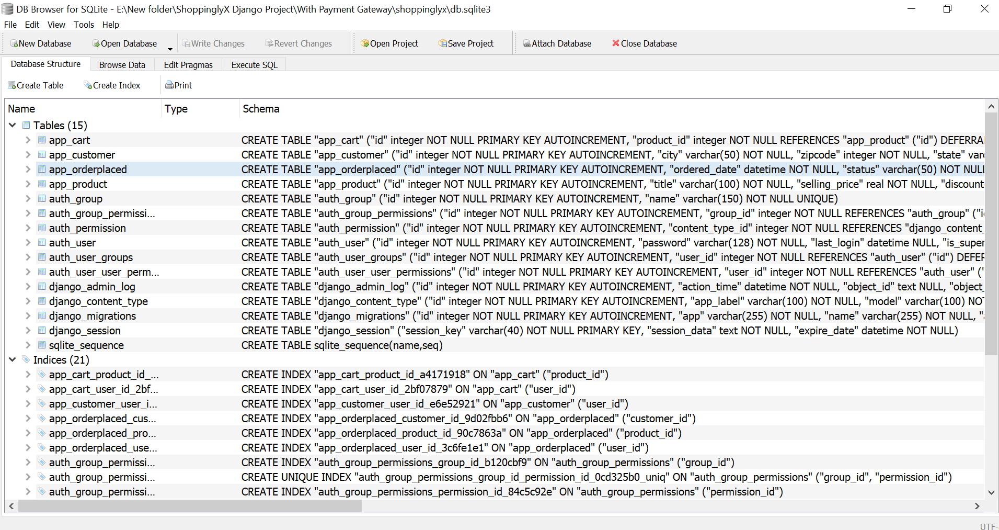 DB Browser for SQLite - E:\New folder\ShoppinglyX Django Project\With Payment Gateway\shoppinglyx\db.sqlite3
File Edit View Tools Help
New Database Open Database Write Changes Revert Changes Open Project Save Project Attach Database Close Database
Database Structure Browse Data Edit Pragmas Execute SQL
Create Table Create Index Print
Name Type Schema
Tables (15)
app_cart CREATE TABLE "app_cart" ("id" integer NOT NULL PRIMARY KEY AUTOINCREMENT, "product_id" integer NOT NULL REFERENCES "app_product" ("id") DEFERRA
app_customer CREATE TABLE "app_customer" ("id" integer NOT NULL PRIMARY KEY AUTOINCREMENT, "city" varchar(50) NOT NULL, "zipcode" integer NOT NULL, "state" varc
app_orderplaced CREATE TABLE "app_orderplaced" ("id" integer NOT NULL PRIMARY KEY AUTOINCREMENT, "ordered_date" datetime NOT NULL, "status" varchar(50) NOT NULL
app_product CREATE TABLE "app_product" ("id" integer NOT NULL PRIMARY KEY AUTOINCREMENT, "title" varchar(100) NOT NULL, "selling_price" real NOT NULL, "discount
auth_group CREATE TABLE "auth_group" ("id" integer NOT NULL PRIMARY KEY AUTOINCREMENT, "name" varchar(150) NOT NULL UNIQUE)
auth_group_permissi... CREATE TABLE "auth_group_permissions" ("id" integer NOT NULL PRIMARY KEY AUTOINCREMENT, "group_id" integer NOT NULL REFERENCES "auth_group" ("i
auth_permission CREATE TABLE "auth_permission" ("id" integer NOT NULL PRIMARY KEY AUTOINCREMENT, "content_type_id" integer NOT NULL REFERENCES "django_content_
auth_user CREATE TABLE "auth_user" ("id" integer NOT NULL PRIMARY KEY AUTOINCREMENT, "password" varchar(128) NOT NULL, "last_login" datetime NULL, "is_super
auth_user_groups CREATE TABLE "auth_user_groups" ("id" integer NOT NULL PRIMARY KEY AUTOINCREMENT, "user_id" integer NOT NULL REFERENCES "auth_user" ("id") DEFER
auth_user_user_perm... CREATE TABLE "auth_user_user_permissions" ("id" integer NOT NULL PRIMARY KEY AUTOINCREMENT, "user_id" integer NOT NULL REFERENCES "auth_user" ("
django_admin_log CREATE TABLE "django_admin_log" ("id" integer NOT NULL PRIMARY KEY AUTOINCREMENT, "action_time" datetime NOT NULL, "object_id" text NULL, "object_
django_content_type CREATE TABLE "django_content_type" ("id" integer NOT NULL PRIMARY KEY AUTOINCREMENT, "app_label" varchar(100) NOT NULL, "model" varchar(100) NOT
django_migrations CREATE TABLE "django_migrations" ("id" integer NOT NULL PRIMARY KEY AUTOINCREMENT, "app" varchar(255) NOT NULL, "name" varchar(255) NOT NULL, "a
django_session CREATE TABLE "django_session" ("session_key" varchar(40) NOT NULL PRIMARY KEY, "session_data" text NOT NULL, "expire_date" datetime NOT NULL)
sqlite_sequence CREATE TABLE sqlite_sequence(name,seq)
Indices (21)
app_cart_product_id_... CREATE INDEX "app_cart_product_id_a4171918" ON "app_cart" ("product_id")
app_cart_user_id_2bf... CREATE INDEX "app_cart_user_id_2bf07879" ON "app_cart" ("user_id")
app_customer_user_i... CREATE INDEX "app_customer_user_id_e6e52921" ON "app_customer" ("user_id")
app_orderplaced_cus... CREATE INDEX "app_orderplaced_customer_id_9d02fbb6" ON "app_orderplaced" ("customer_id")
app_orderplaced_pro... CREATE INDEX "app_orderplaced_product_id_90c7863a" ON "app_orderplaced" ("product_id")
app_orderplaced_use... CREATE INDEX "app_orderplaced_user_id_3c6fe1e1" ON "app_orderplaced" ("user_id")
auth_group_permissi... CREATE INDEX "auth_group_permissions_group_id_b120cbf9" ON "auth_group_permissions" ("group_id")
auth_group_permissi... CREATE UNIQUE INDEX "auth_group_permissions_group_id_permission_id_0cd325b0_uniq" ON "auth_group_permissions" ("group_id", "permission_id")
auth_group_permissi... CREATE INDEX "auth_group_permissions_permission_id_84c5c92e" ON "auth_group_permissions" ("permission_id")
UTF-